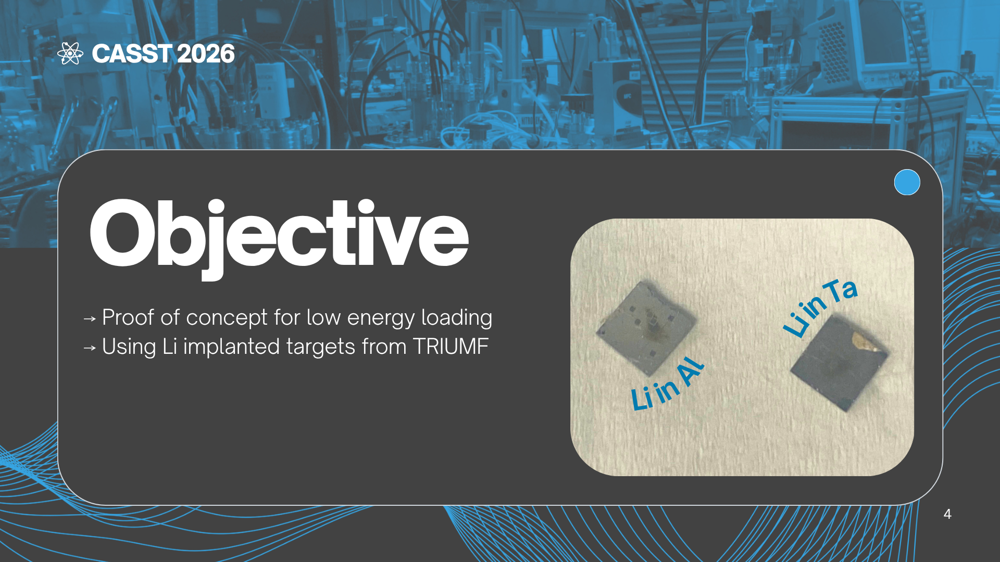 CASST 2026
Objective
→ Proof of concept for low energy loading
→ Using Li implanted targets from TRIUMF
Li in Al
Li in Ta
4